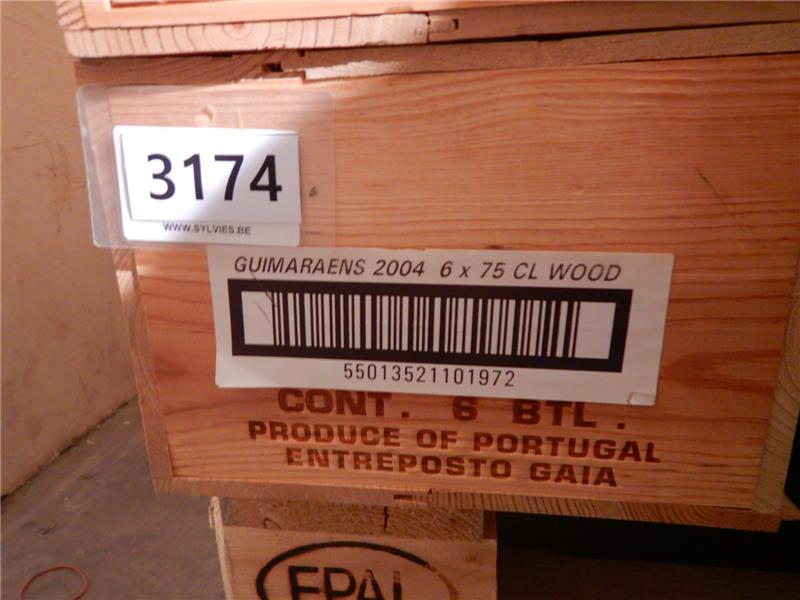 3174
WWW.SYLVIES.BE
GUIMARAENS 2004 6 x 75 CL WOOD
55013521101972
CONT. 6 BTL.
PRODUCE OF PORTUGAL
ENTREPOSTO GAIA
EPAL